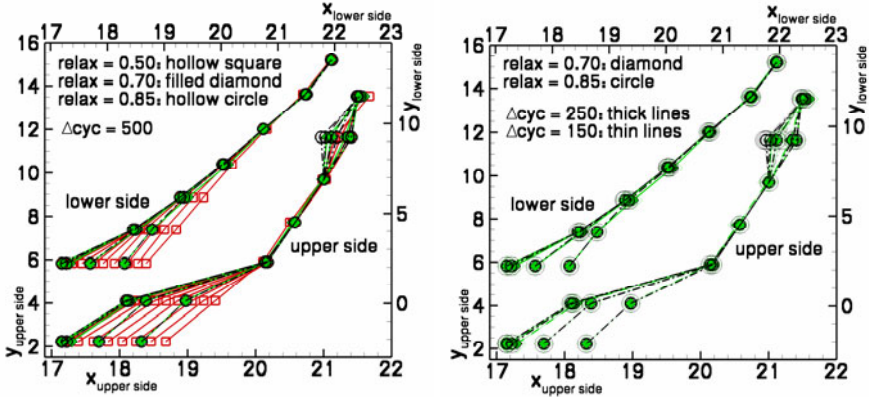 x lower side
17 18 19 20 21 22 23
16
14
12
10
8
6
4
2
relax = 0.50: hollow square
relax = 0.70: filled diamond
relax = 0.85: hollow circle
Δcyc = 500
lower side
upper side
y lower side
10
5
0
y upper side
17 18 19 20 21 22
x upper side
x lower side
17 18 19 20 21 22 23
16
14
12
10
8
6
4
2
relax = 0.70: diamond
relax = 0.85: circle
Δcyc = 250: thick lines
Δcyc = 150: thin lines
lower side
upper side
y lower side
10
5
0
y upper side
17 18 19 20 21 22
x upper side